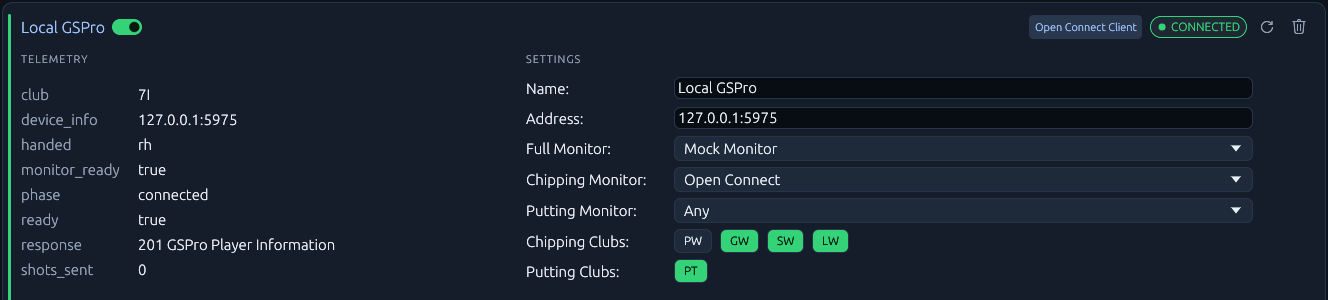 Local GSPro Open Connect Client CONNECTED
TELEMETRY
club 7I
device_info 127.0.0.1:5975
handed rh
monitor_ready true
phase connected
ready true
response 201 GSPro Player Information
shots_sent 0
SETTINGS
Name: Local GSPro
Address: 127.0.0.1:5975
Full Monitor: Mock Monitor
Chipping Monitor: Open Connect
Putting Monitor: Any
Chipping Clubs: PW GW SW LW
Putting Clubs: PT